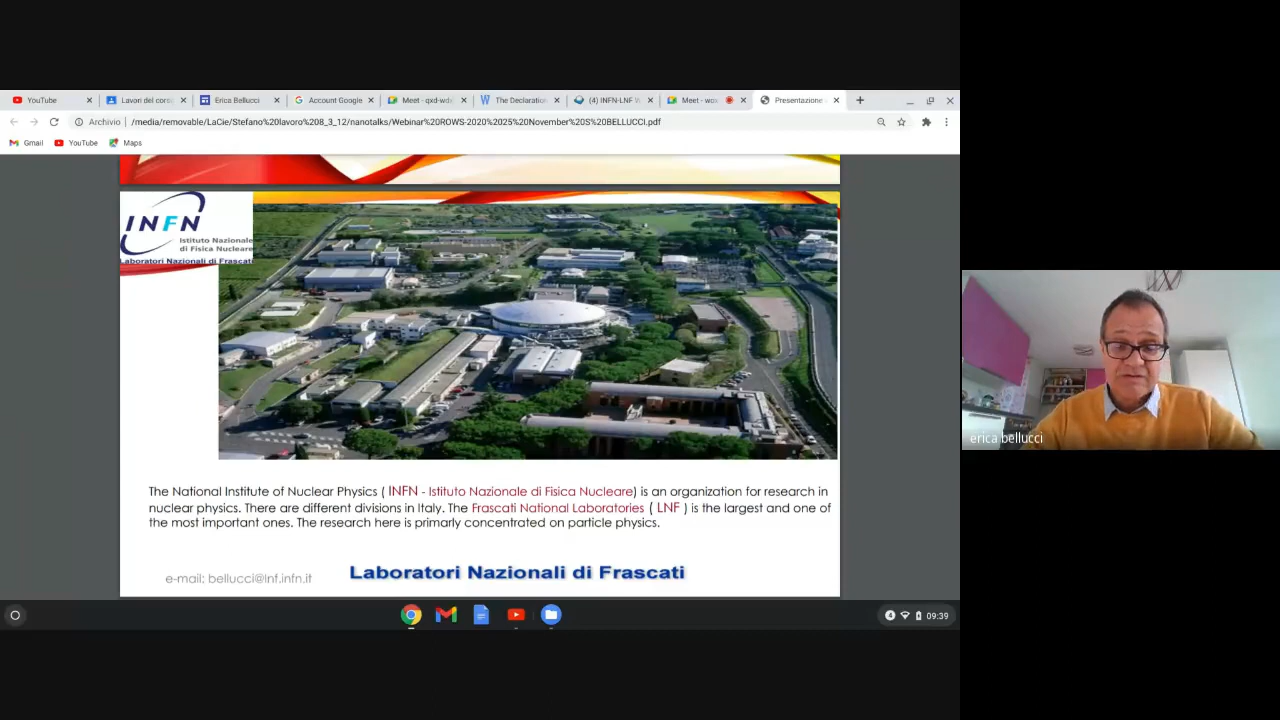 YouTube
Lavori del cors
Erica Bellucci
Account Google
Meet - qxd-wda
The Declaration
(4) INFN-LNF W
Meet - wox
Presentazione
Archivio | /media/removable/LaCie/Stefano%20lavoro%208_3_12/nanotalks/Webinar%20ROWS-2020%2025%20November%20S%20BELLUCCI.pdf
Gmail
YouTube
Maps
INFN
Istituto Nazionale
di Fisica Nucleare
Laboratori Nazionali di Frascati
The National Institute of Nuclear Physics ( INFN - Istituto Nazionale di Fisica Nucleare) is an organization for research in
nuclear physics. There are different divisions in Italy. The Frascati National Laboratories ( LNF ) is the largest and one of
the most important ones. The research here is primarly concentrated on particle physics.
e-mail: bellucci@lnf.infn.it
Laboratori Nazionali di Frascati
4
09:39
erica bellucci